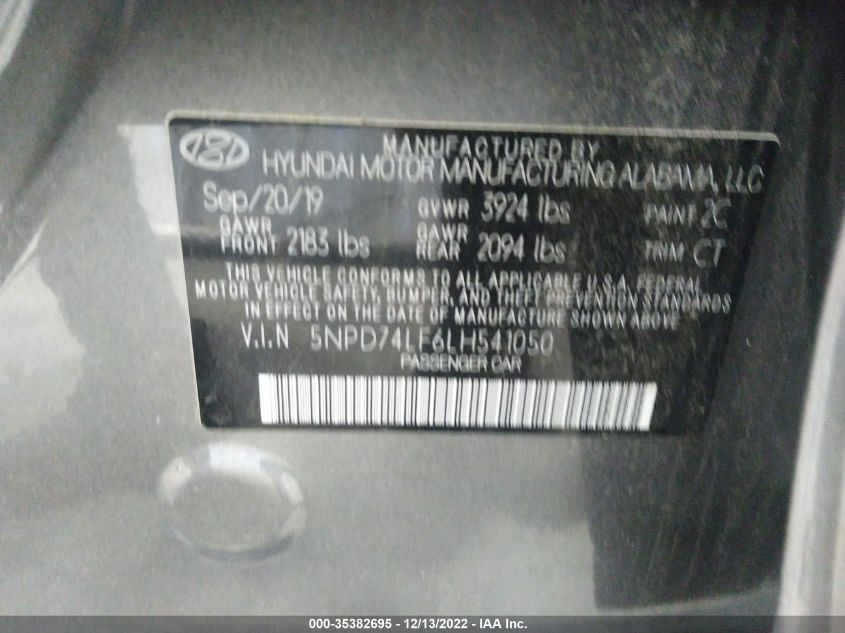 MANUFACTURED BY
HYUNDAI MOTOR MANUFACTURING ALABAMA, LLC
Sep/20/19 GVWR 3924 lbs PAINT 2C
GAWR FRONT 2183 lbs GAWR REAR 2094 lbs TRIM CT
THIS VEHICLE CONFORMS TO ALL APPLICABLE U.S.A. FEDERAL
MOTOR VEHICLE SAFETY, BUMPER, AND THEFT PREVENTION STANDARDS
IN EFFECT ON THE DATE OF MANUFACTURE SHOWN ABOVE
V.I.N 5NPD74LF6LH541050
PASSENGER CAR
000-35382695 - 12/13/2022 - IAA Inc.